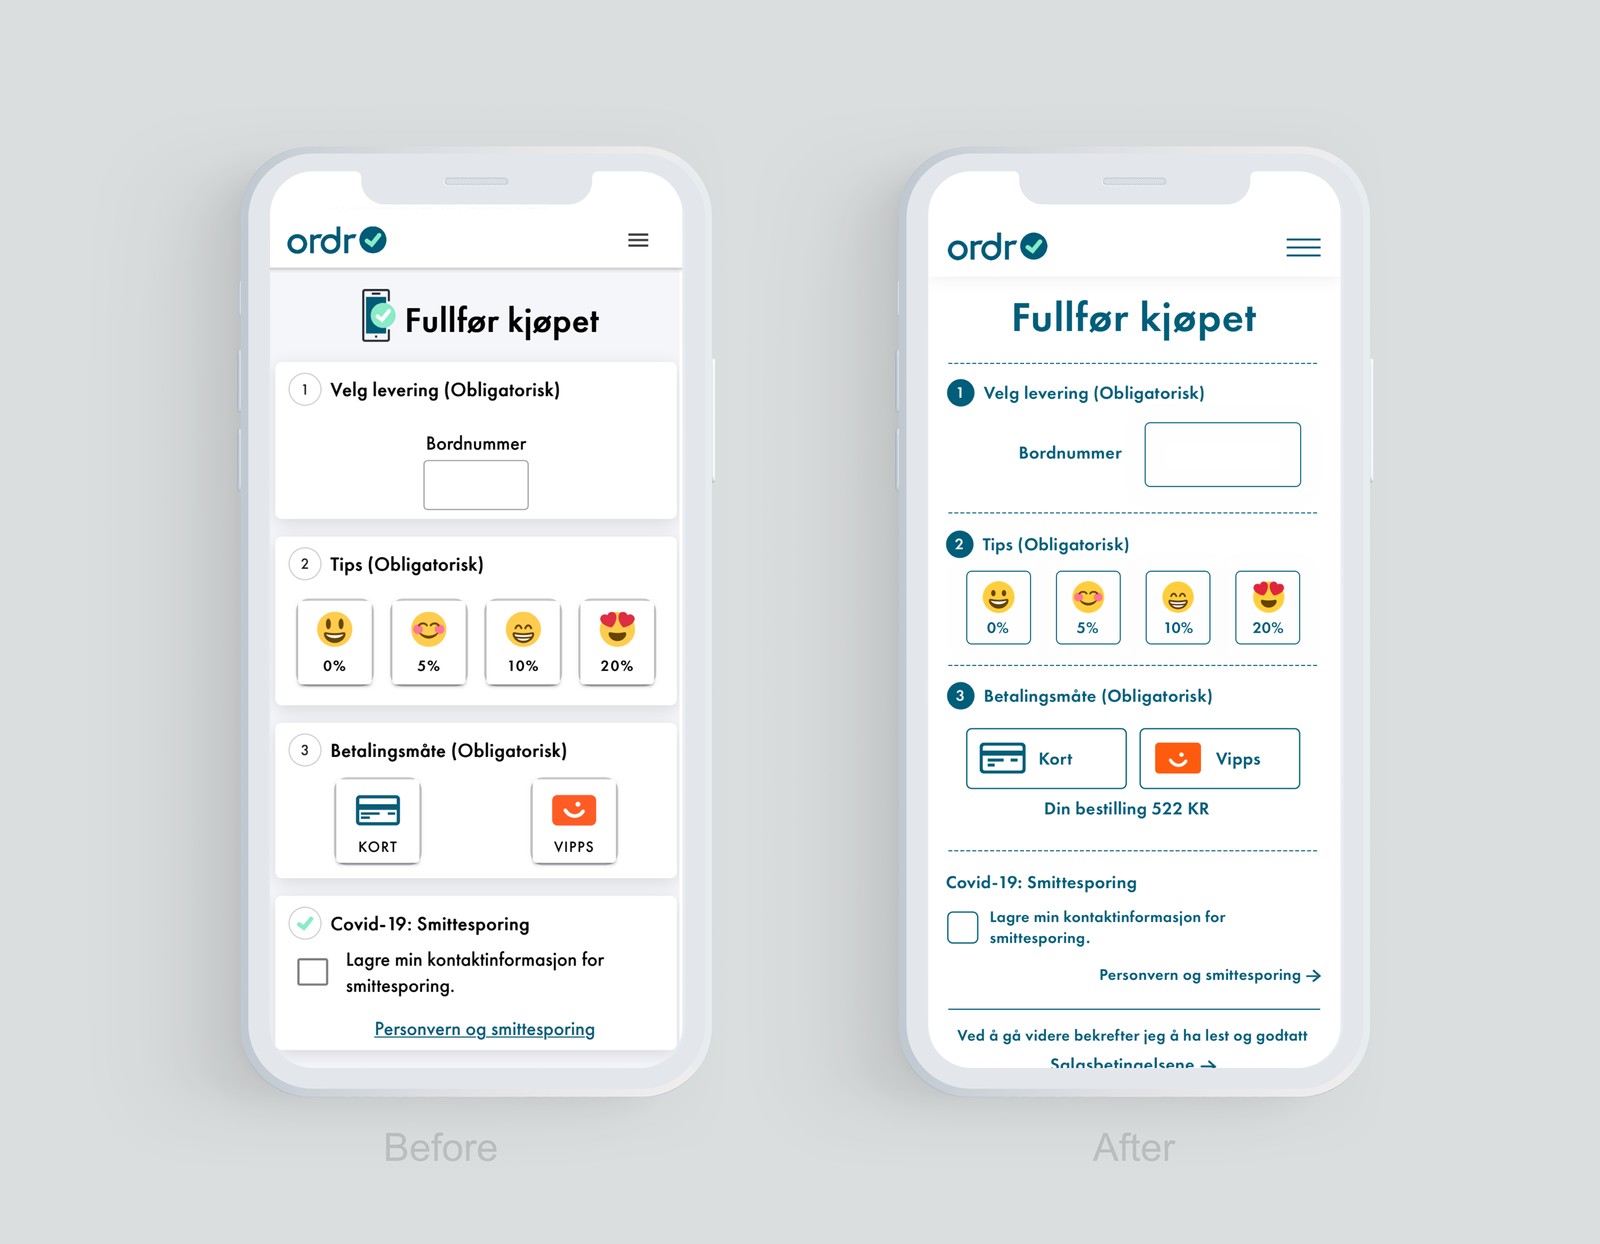 ordr
Fullfør kjøpet
1 Velg levering (Obligatorisk)
Bordnummer
2 Tips (Obligatorisk)
0% 5% 10% 20%
3 Betalingsmåte (Obligatorisk)
KORT VIPPS
Covid-19: Smittesporing
Lagre min kontaktinformasjon for
smittesporing.
Personvern og smittesporing
Before
ordr
Fullfør kjøpet
1 Velg levering (Obligatorisk)
Bordnummer
2 Tips (Obligatorisk)
0% 5% 10% 20%
3 Betalingsmåte (Obligatorisk)
Kort Vipps
Din bestilling 522 KR
Covid-19: Smittesporing
Lagre min kontaktinformasjon for
smittesporing.
Personvern og smittesporing →
Ved å gå videre bekrefter jeg å ha lest og godtatt
Salgsbetingelsene →
After